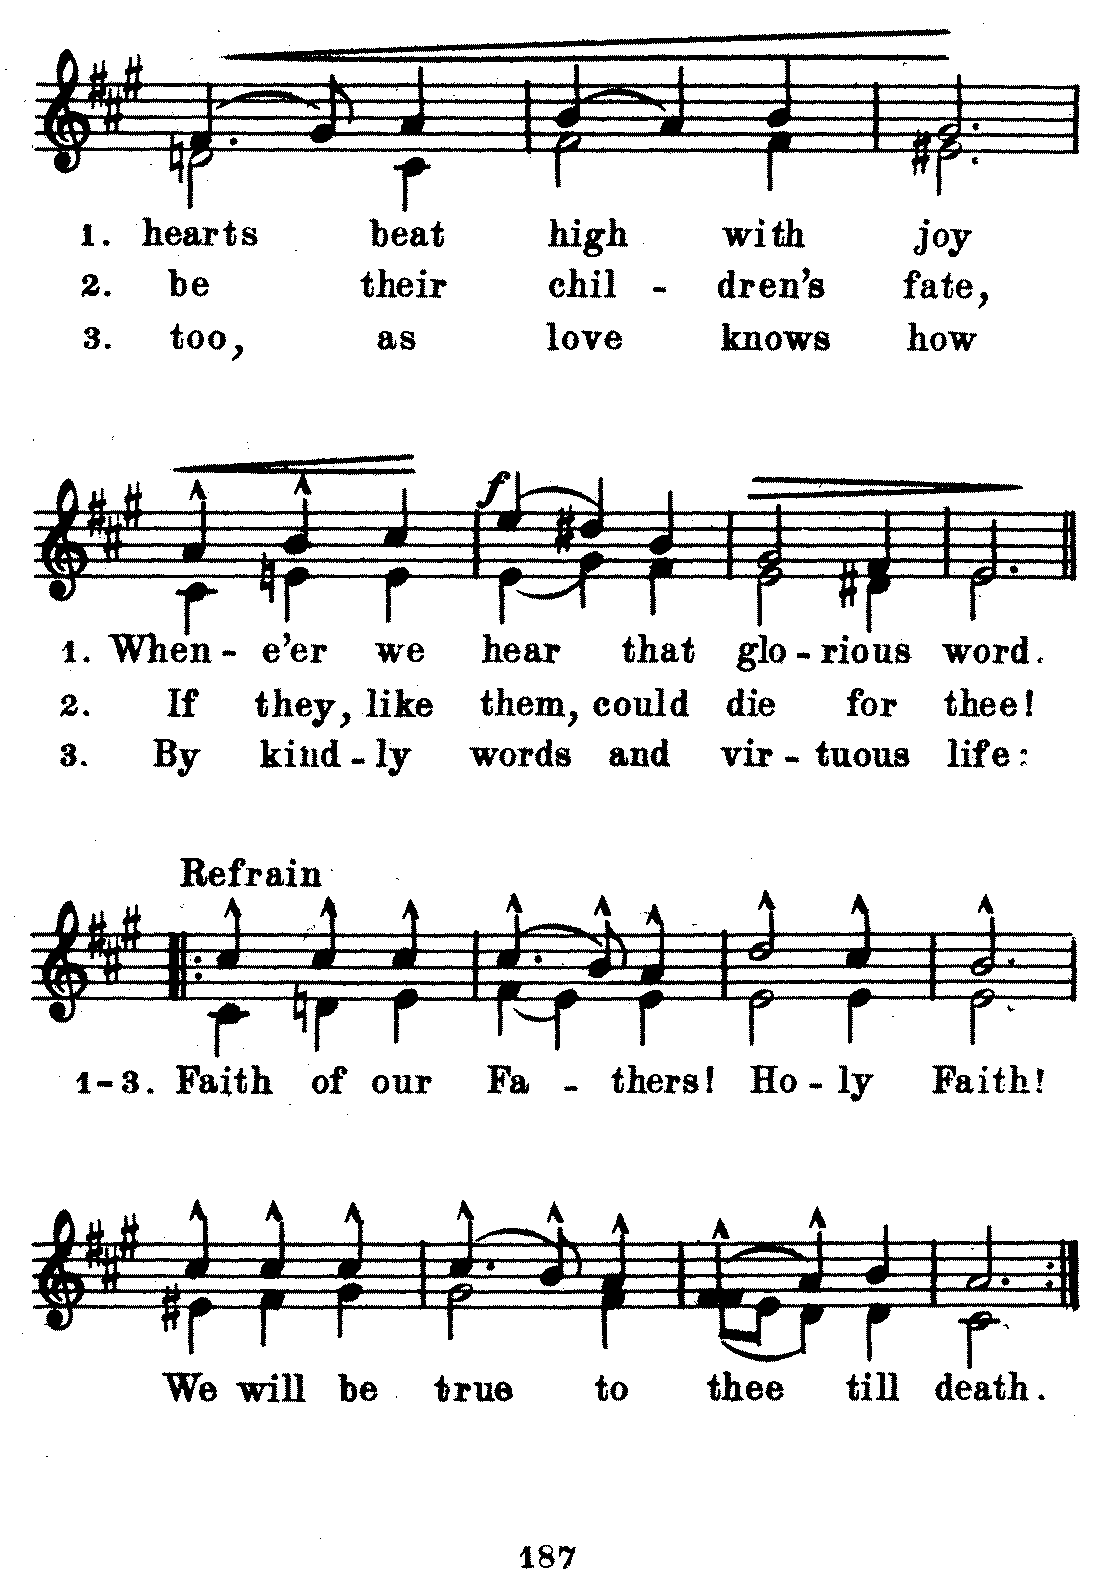 1. hearts beat high with joy
2. be their chil - dren's fate,
3. too, as love knows how
f
1. When - e'er we hear that glo - rious word.
2. If they, like them, could die for thee!
3. By kind - ly words and vir - tuous life:
Refrain
1-3. Faith of our Fa - thers! Ho - ly Faith!
We will be true to thee till death.
187